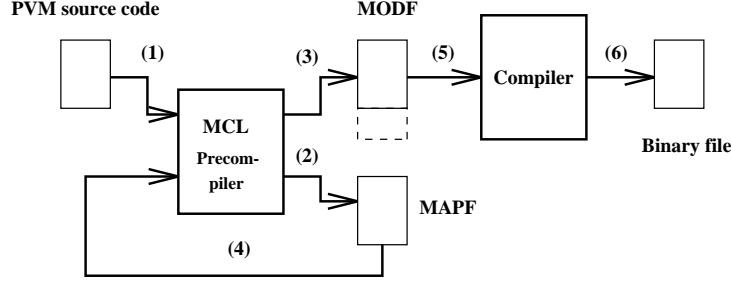 PVM source code
MODF
(1)
(3)
(5)
(6)
Compiler
MCL
Precom-
piler
(2)
Binary file
MAPF
(4)